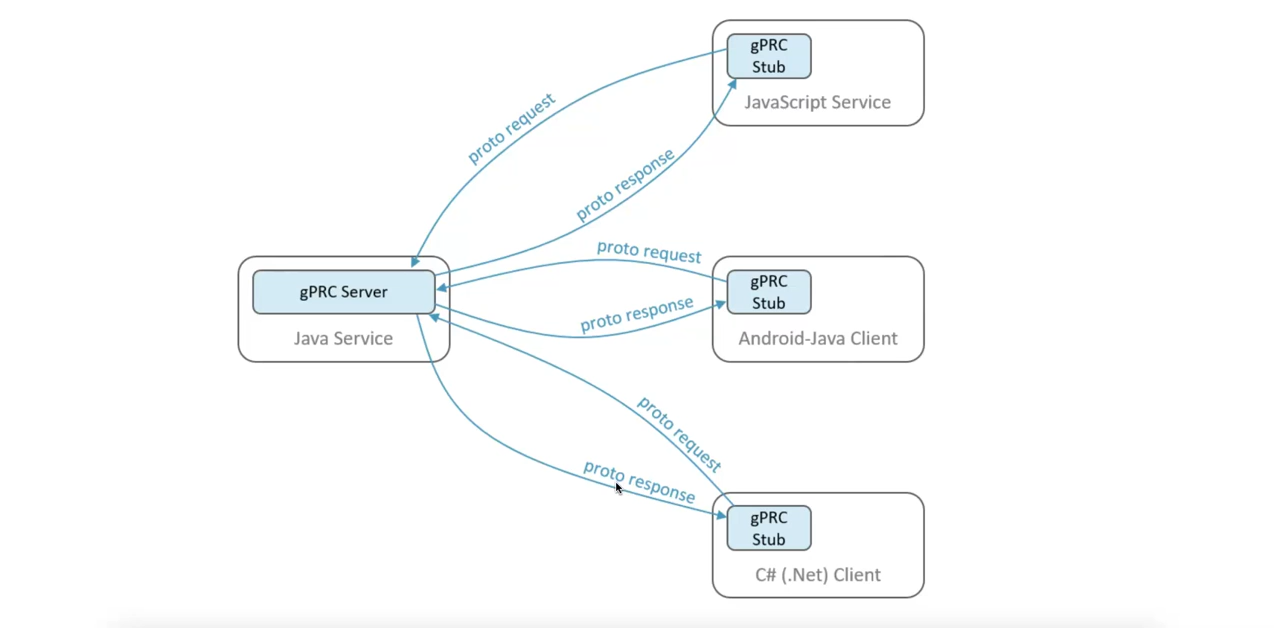 gPRC
Stub
JavaScript Service
proto request
proto response
proto request
gPRC Server
Java Service
gPRC
Stub
proto response
Android-Java Client
proto request
proto response
gPRC
Stub
C# (.Net) Client